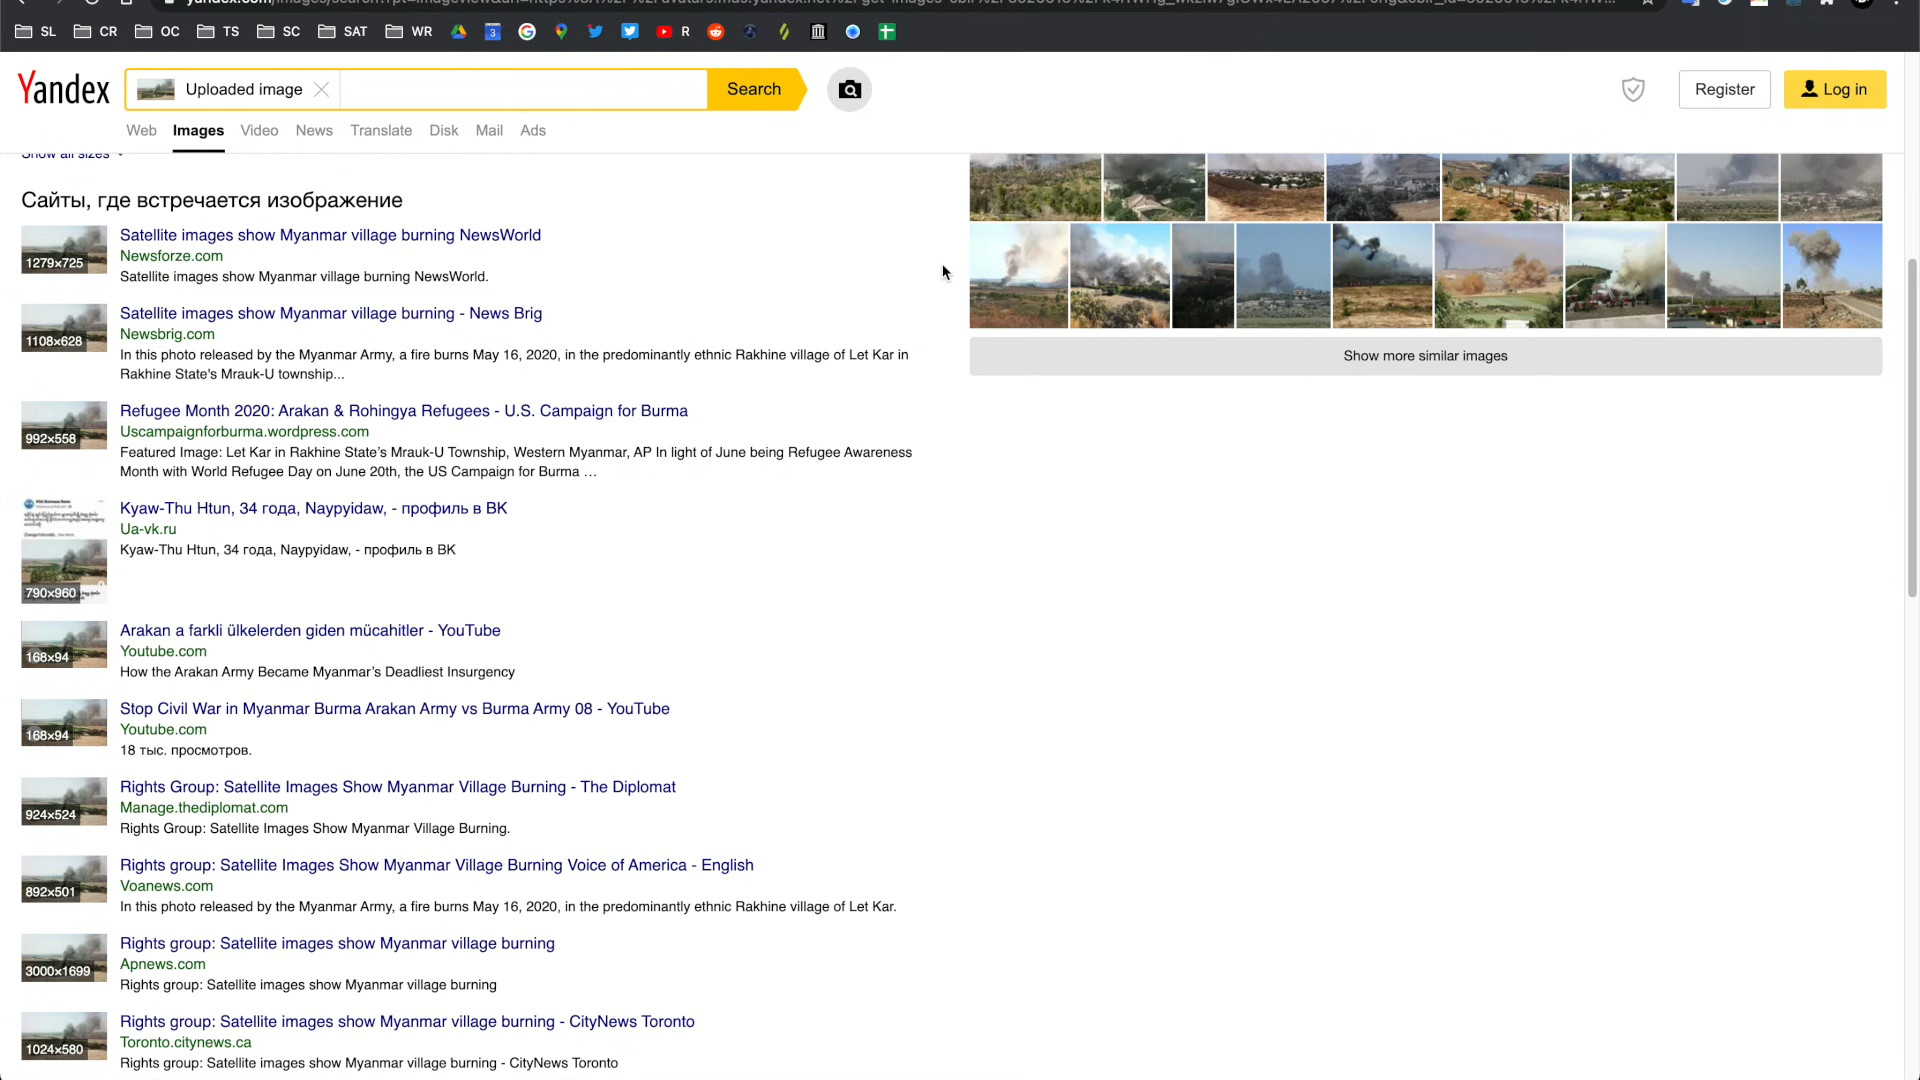 SL CR OC TS SC SAT WR R
Yandex
Uploaded image
Search
Register
Log in
Web Images Video News Translate Disk Mail Ads
Show all sizes
Сайты, где встречается изображение
1279×725
Satellite images show Myanmar village burning NewsWorld
Newsforze.com
Satellite images show Myanmar village burning NewsWorld.
1108×628
Satellite images show Myanmar village burning - News Brig
Newsbrig.com
In this photo released by the Myanmar Army, a fire burns May 16, 2020, in the predominantly ethnic Rakhine village of Let Kar in
Rakhine State's Mrauk-U township...
992×558
Refugee Month 2020: Arakan & Rohingya Refugees - U.S. Campaign for Burma
Uscampaignforburma.wordpress.com
Featured Image: Let Kar in Rakhine State’s Mrauk-U Township, Western Myanmar, AP In light of June being Refugee Awareness
Month with World Refugee Day on June 20th, the US Campaign for Burma …
790×960
Kyaw-Thu Htun, 34 года, Naypyidaw, - профиль в ВК
Ua-vk.ru
Kyaw-Thu Htun, 34 года, Naypyidaw, - профиль в ВК
168×94
Arakan a farkli ülkelerden giden mücahitler - YouTube
Youtube.com
How the Arakan Army Became Myanmar’s Deadliest Insurgency
168×94
Stop Civil War in Myanmar Burma Arakan Army vs Burma Army 08 - YouTube
Youtube.com
18 тыс. просмотров.
924×524
Rights Group: Satellite Images Show Myanmar Village Burning - The Diplomat
Manage.thediplomat.com
Rights Group: Satellite Images Show Myanmar Village Burning.
892×501
Rights group: Satellite Images Show Myanmar Village Burning Voice of America - English
Voanews.com
In this photo released by the Myanmar Army, a fire burns May 16, 2020, in the predominantly ethnic Rakhine village of Let Kar.
3000×1699
Rights group: Satellite images show Myanmar village burning
Apnews.com
Rights group: Satellite images show Myanmar village burning
1024×580
Rights group: Satellite images show Myanmar village burning - CityNews Toronto
Toronto.citynews.ca
Rights group: Satellite images show Myanmar village burning - CityNews Toronto
Show more similar images